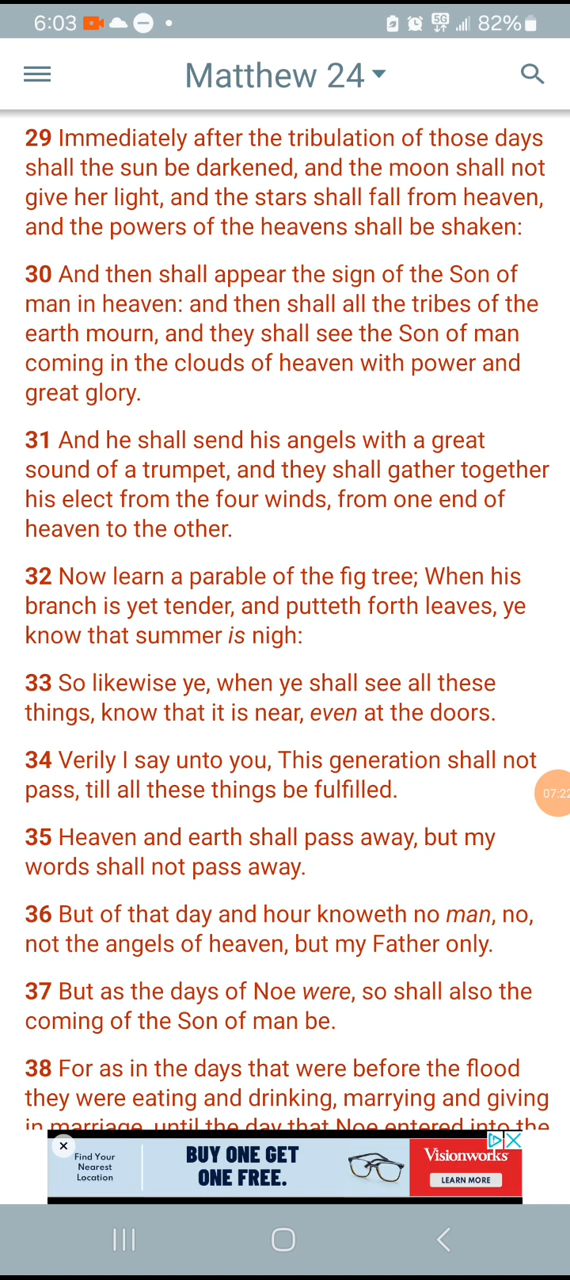 6:03 5G 82%
Matthew 24
29 Immediately after the tribulation of those days
shall the sun be darkened, and the moon shall not
give her light, and the stars shall fall from heaven,
and the powers of the heavens shall be shaken:
30 And then shall appear the sign of the Son of
man in heaven: and then shall all the tribes of the
earth mourn, and they shall see the Son of man
coming in the clouds of heaven with power and
great glory.
31 And he shall send his angels with a great
sound of a trumpet, and they shall gather together
his elect from the four winds, from one end of
heaven to the other.
32 Now learn a parable of the fig tree; When his
branch is yet tender, and putteth forth leaves, ye
know that summer is nigh:
33 So likewise ye, when ye shall see all these
things, know that it is near, even at the doors.
34 Verily I say unto you, This generation shall not
pass, till all these things be fulfilled.
07:22
35 Heaven and earth shall pass away, but my
words shall not pass away.
36 But of that day and hour knoweth no man, no,
not the angels of heaven, but my Father only.
37 But as the days of Noe were, so shall also the
coming of the Son of man be.
38 For as in the days that were before the flood
they were eating and drinking, marrying and giving
in marriage, until the day that Noe entered into the
Find Your
Nearest
Location
BUY ONE GET
ONE FREE.
Visionworks
LEARN MORE